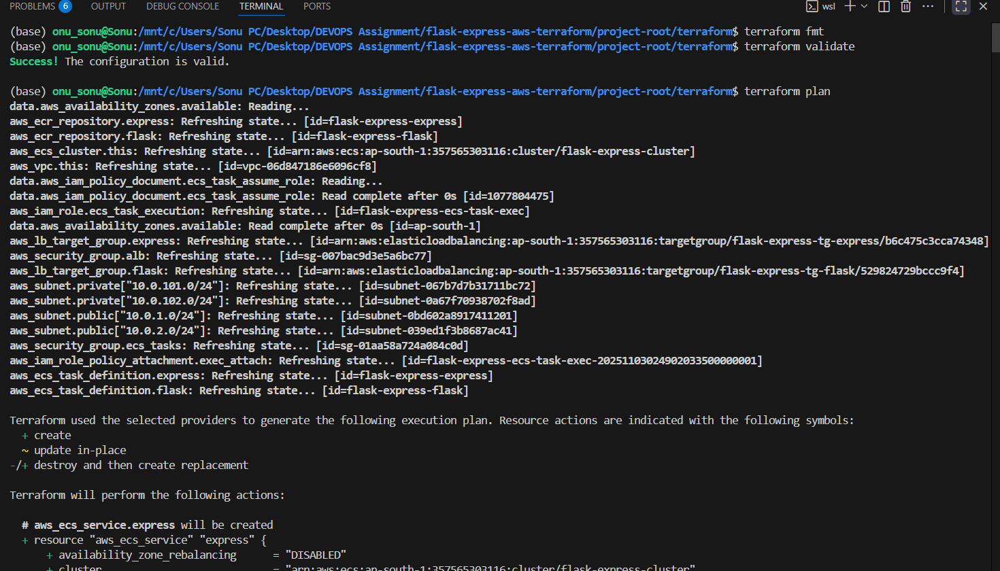 PROBLEMS 6 OUTPUT DEBUG CONSOLE TERMINAL PORTS wsl
(base) onu_sonu@Sonu:/mnt/c/Users/Sonu PC/Desktop/DEVOPS Assignment/flask-express-aws-terraform/project-root/terraform$ terraform fmt
(base) onu_sonu@Sonu:/mnt/c/Users/Sonu PC/Desktop/DEVOPS Assignment/flask-express-aws-terraform/project-root/terraform$ terraform validate
Success! The configuration is valid.
(base) onu_sonu@Sonu:/mnt/c/Users/Sonu PC/Desktop/DEVOPS Assignment/flask-express-aws-terraform/project-root/terraform$ terraform plan
data.aws_availability_zones.available: Reading...
aws_ecr_repository.express: Refreshing state... [id=flask-express-express]
aws_ecr_repository.flask: Refreshing state... [id=flask-express-flask]
aws_ecs_cluster.this: Refreshing state... [id=arn:aws:ecs:ap-south-1:357565303116:cluster/flask-express-cluster]
aws_vpc.this: Refreshing state... [id=vpc-06d847186e6096cf8]
data.aws_iam_policy_document.ecs_task_assume_role: Reading...
data.aws_iam_policy_document.ecs_task_assume_role: Read complete after 0s [id=1077804475]
aws_iam_role.ecs_task_execution: Refreshing state... [id=flask-express-ecs-task-exec]
data.aws_availability_zones.available: Read complete after 0s [id=ap-south-1]
aws_lb_target_group.express: Refreshing state... [id=arn:aws:elasticloadbalancing:ap-south-1:357565303116:targetgroup/flask-express-tg-express/b6c475c3cca74348]
aws_security_group.alb: Refreshing state... [id=sg-007bac9d3e5a6bc77]
aws_lb_target_group.flask: Refreshing state... [id=arn:aws:elasticloadbalancing:ap-south-1:357565303116:targetgroup/flask-express-tg-flask/529824729bccc9f4]
aws_subnet.private["10.0.101.0/24"]: Refreshing state... [id=subnet-067b7d7b31711bc72]
aws_subnet.private["10.0.102.0/24"]: Refreshing state... [id=subnet-0a67f70938702f8ad]
aws_subnet.public["10.0.1.0/24"]: Refreshing state... [id=subnet-0bd602a8917411201]
aws_subnet.public["10.0.2.0/24"]: Refreshing state... [id=subnet-039ed1f3b8687ac41]
aws_security_group.ecs_tasks: Refreshing state... [id=sg-01aa58a724a084c0d]
aws_iam_role_policy_attachment.exec_attach: Refreshing state... [id=flask-express-ecs-task-exec-20251103024902033500000001]
aws_ecs_task_definition.express: Refreshing state... [id=flask-express-express]
aws_ecs_task_definition.flask: Refreshing state... [id=flask-express-flask]
Terraform used the selected providers to generate the following execution plan. Resource actions are indicated with the following symbols:
+ create
~ update in-place
-/+ destroy and then create replacement
Terraform will perform the following actions:
# aws_ecs_service.express will be created
+ resource "aws_ecs_service" "express" {
+ availability_zone_rebalancing = "DISABLED"
+ cluster = "arn:aws:ecs:ap-south-1:357565303116:cluster/flask-express-cluster"